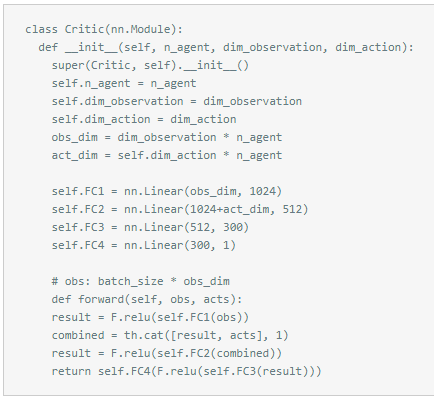 class Critic(nn.Module):
  def __init__(self, n_agent, dim_observation, dim_action):
    super(Critic, self).__init__()
    self.n_agent = n_agent
    self.dim_observation = dim_observation
    self.dim_action = dim_action
    obs_dim = dim_observation * n_agent
    act_dim = self.dim_action * n_agent

    self.FC1 = nn.Linear(obs_dim, 1024)
    self.FC2 = nn.Linear(1024+act_dim, 512)
    self.FC3 = nn.Linear(512, 300)
    self.FC4 = nn.Linear(300, 1)

    # obs: batch_size * obs_dim
    def forward(self, obs, acts):
    result = F.relu(self.FC1(obs))
    combined = th.cat([result, acts], 1)
    result = F.relu(self.FC2(combined))
    return self.FC4(F.relu(self.FC3(result)))